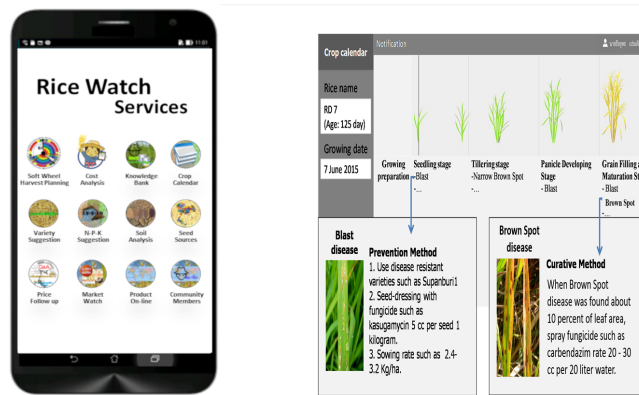 11:01
Rice Watch
Services
Soft Wheel
Harvest Planning
Cost
Analysis
Knowledge
Bank
Crop
Calendar
Variety
Suggestion
N-P-K
Suggestion
Soil
Analysis
Seed
Sources
Price
Follow up
Market
Watch
Product
On-line
Community
Members
Crop calendar
Notification
Rice name
RD 7
(Age: 125 day)
Growing date
7 June 2015
Growing
preparation
Seedling stage
-Blast
-...
Tillering stage
-Narrow Brown Spot
-...
Panicle Developing
Stage
- Blast
Grain Filling a
Maturation St
- Blast
- Brown Spot
-...
Blast
disease
Prevention Method
1. Use disease resistant
varieties such as Supanburi1
2. Seed-dressing with
fungicide such as
kasugamycin 5 cc per seed 1
kilogram.
3. Sowing rate such as 2.4-
3.2 Kg/ha.
Brown Spot
disease
Curative Method
When Brown Spot
disease was found about
10 percent of leaf area,
spray fungicide such as
carbendazim rate 20 - 30
cc per 20 liter water.